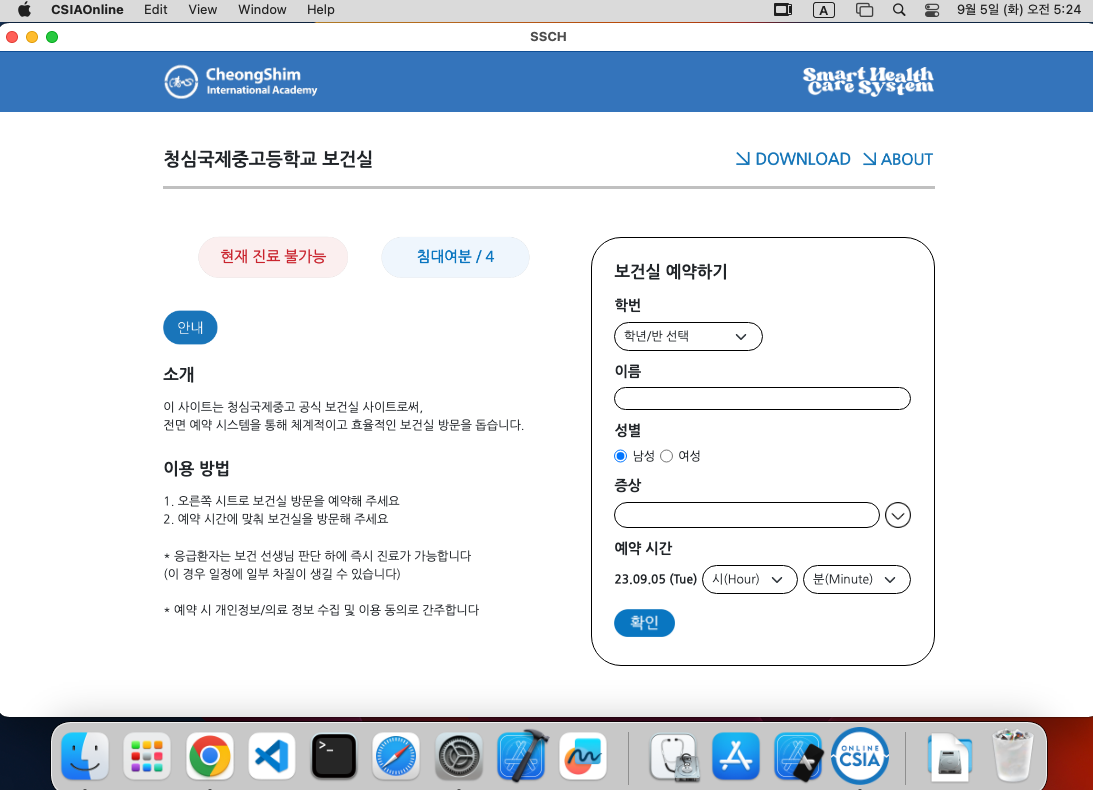 CSIAOnline Edit View Window Help A 9월 5일 (화) 오전 5:24
SSCH
CheongShim
International Academy
Smart Health
Care System
청심국제중고등학교 보건실
DOWNLOAD ABOUT
현재 진료 불가능
침대여분 / 4
안내
소개
이 사이트는 청심국제중고 공식 보건실 사이트로써,
전면 예약 시스템을 통해 체계적이고 효율적인 보건실 방문을 돕습니다.
이용 방법
1. 오른쪽 시트로 보건실 방문을 예약해 주세요
2. 예약 시간에 맞춰 보건실을 방문해 주세요
* 응급환자는 보건 선생님 판단 하에 즉시 진료가 가능합니다
(이 경우 일정에 일부 차질이 생길 수 있습니다)
* 예약 시 개인정보/의료 정보 수집 및 이용 동의로 간주합니다
보건실 예약하기
학번
학년/반 선택
이름
성별
남성 여성
증상
예약 시간
23.09.05 (Tue) 시(Hour) 분(Minute)
확인
>_
ONLINE
CSIA